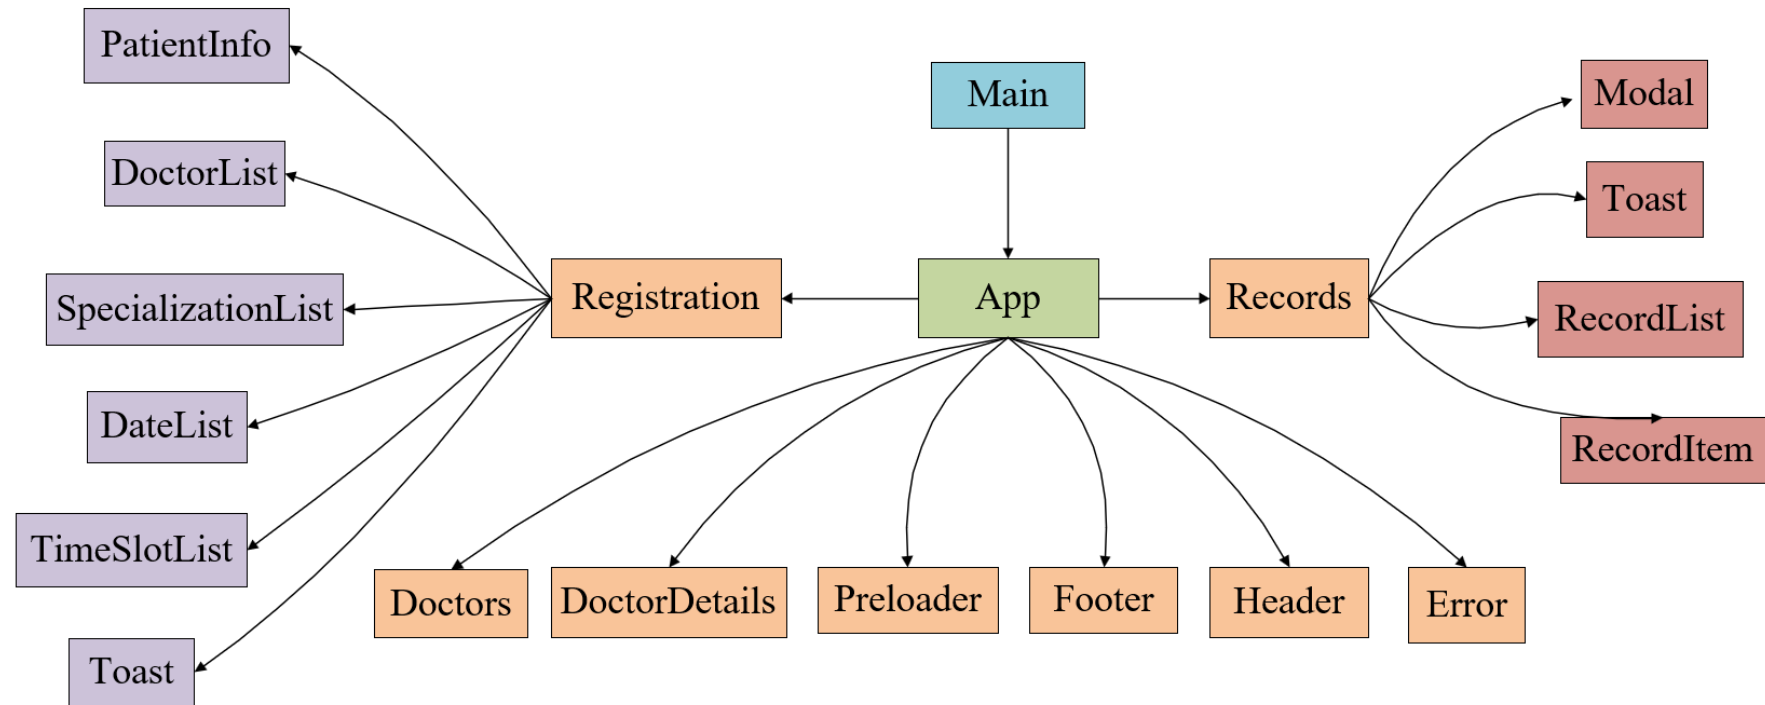 PatientInfo
Main
Modal
DoctorList
Toast
SpecializationList
Registration
App
Records
RecordList
DateList
RecordItem
TimeSlotList
Doctors
DoctorDetails
Preloader
Footer
Header
Error
Toast